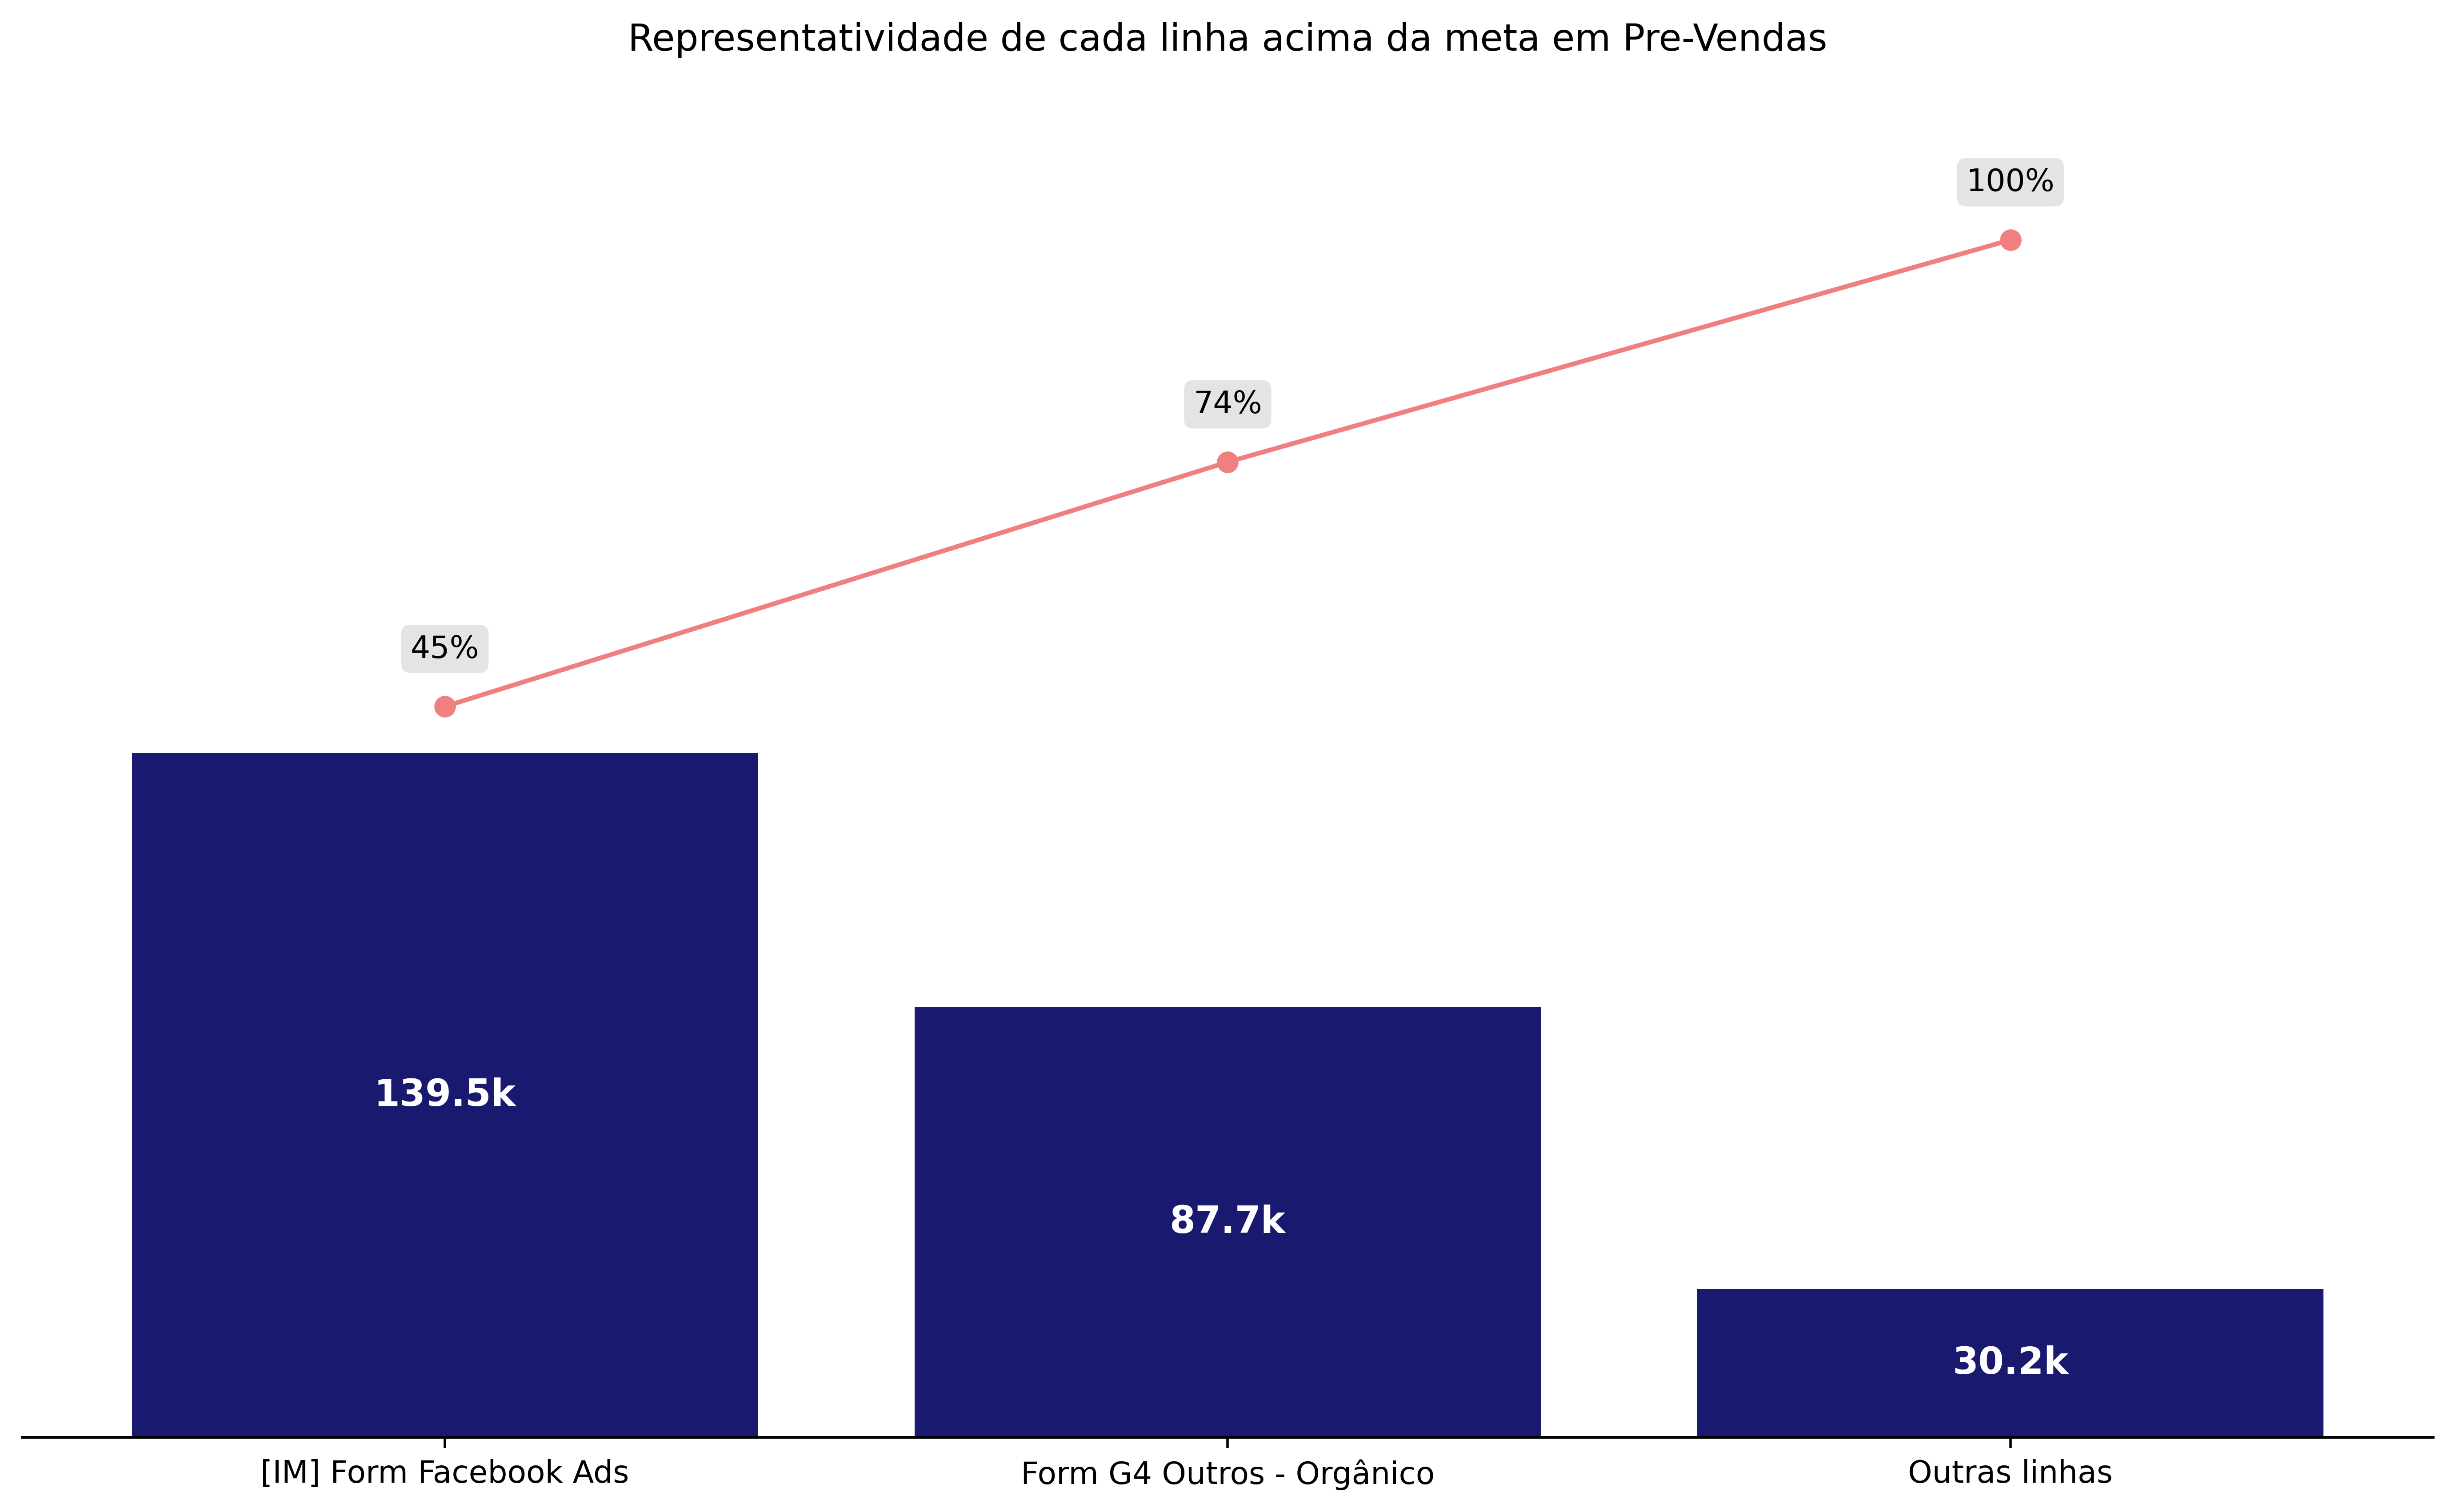 Representatividade de cada linha acima da meta em Pre-Vendas
100%
74%
45%
139.5k
87.7k
30.2k
[IM] Form Facebook Ads
Form G4 Outros - Orgânico
Outras linhas